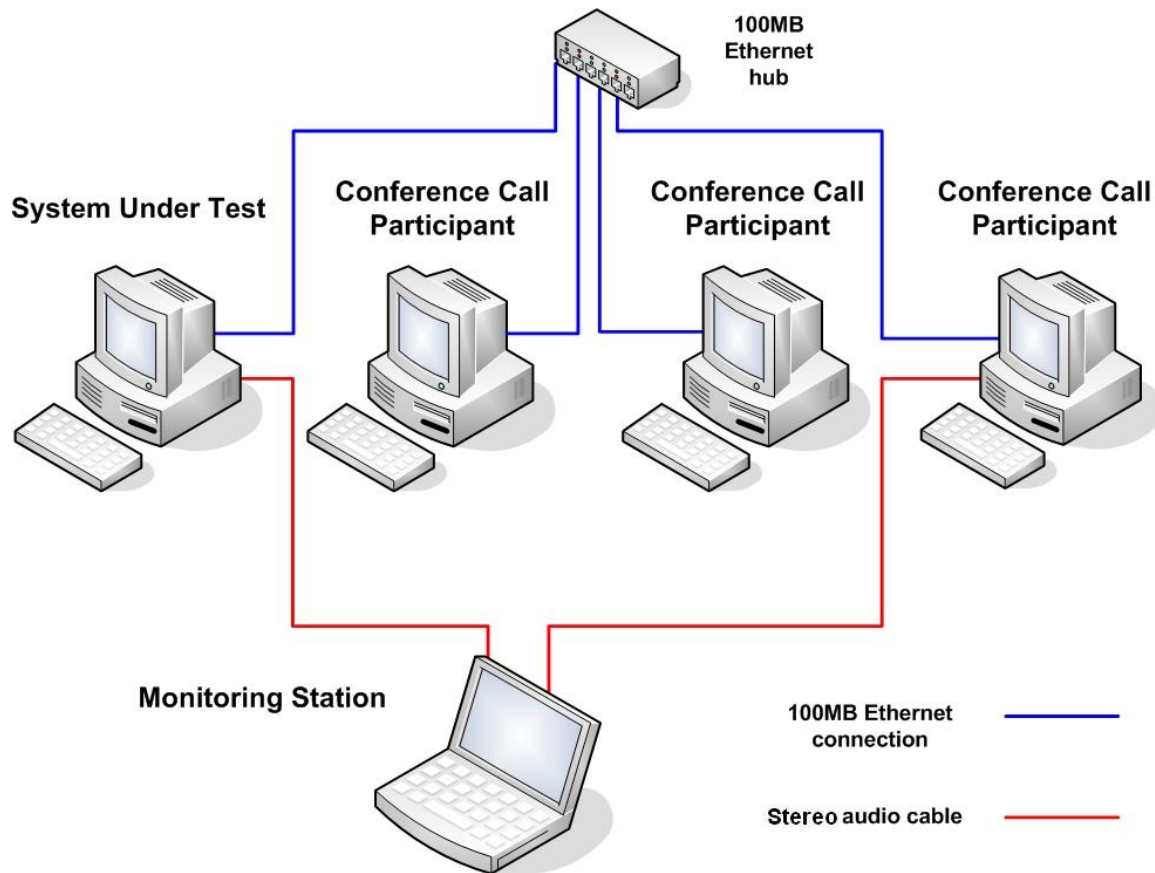 100MB
Ethernet
hub
System Under Test
Conference Call
Participant
Conference Call
Participant
Conference Call
Participant
Monitoring Station
100MB Ethernet
connection
Stereo audio cable